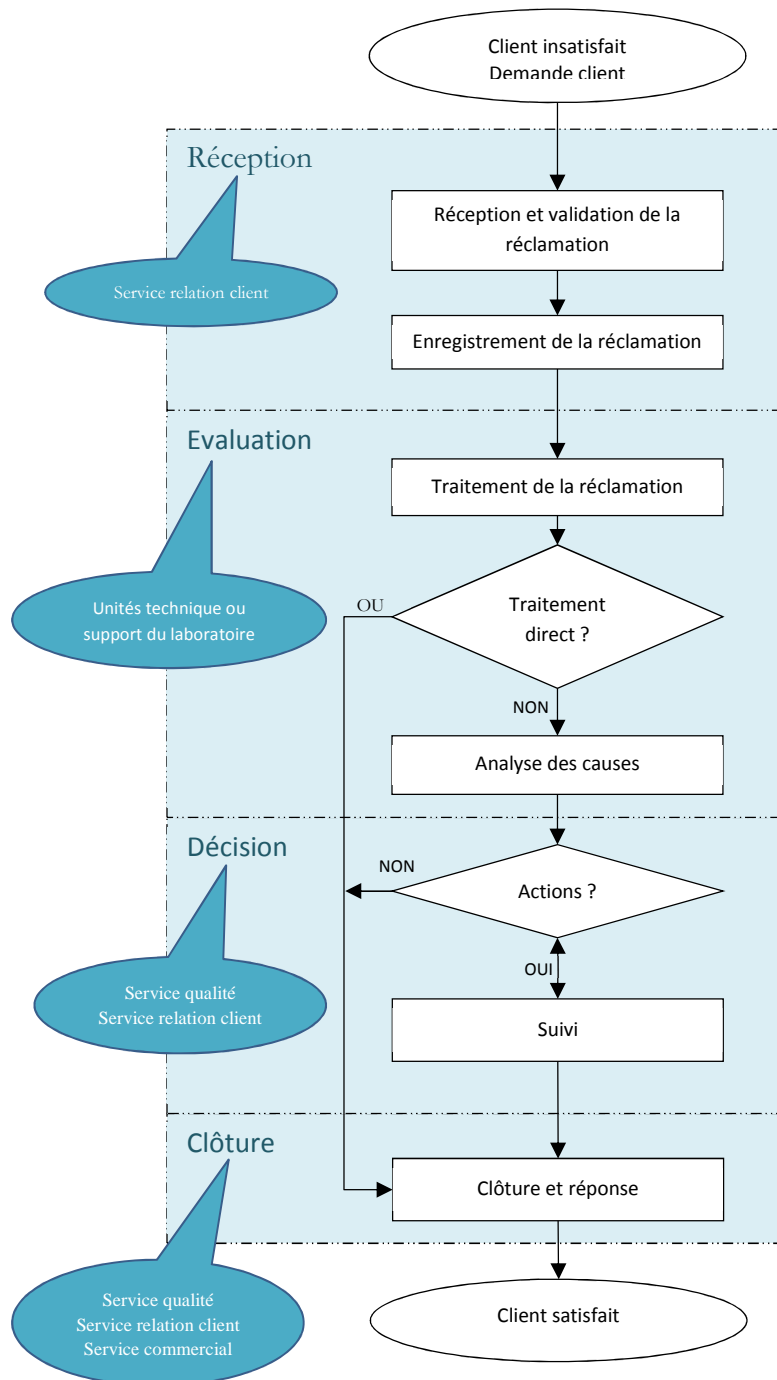 Client insatisfait
Demande client
Réception
Réception et validation de la
réclamation
Service relation client
Enregistrement de la réclamation
Evaluation
Traitement de la réclamation
OU
Traitement
direct ?
Unités technique ou
support du laboratoire
NON
Analyse des causes
Décision
NON
Actions ?
OUI
Service qualité
Service relation client
Suivi
Clôture
Clôture et réponse
Service qualité
Service relation client
Service commercial
Client satisfait